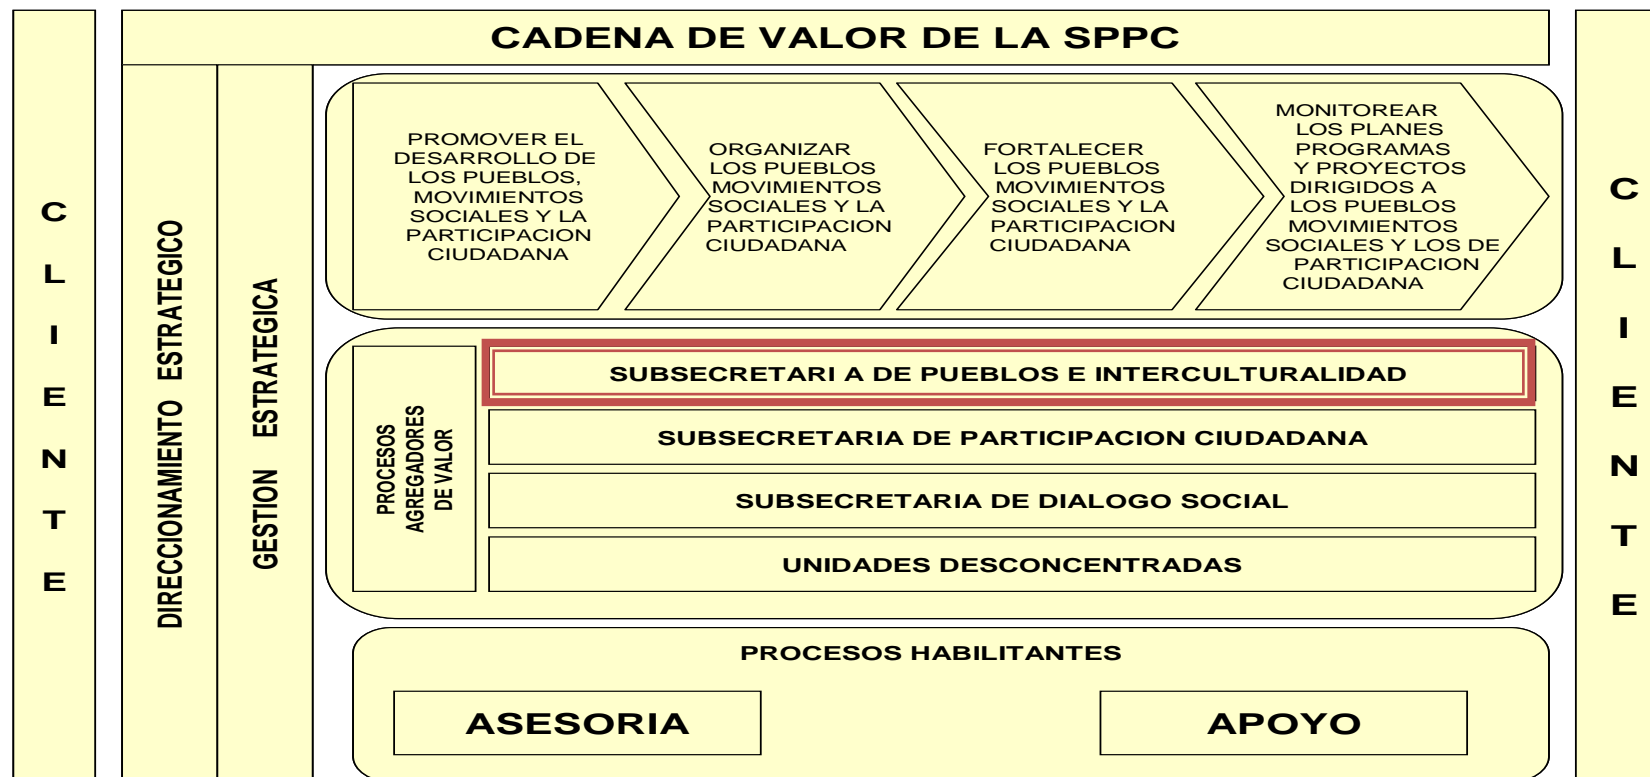 CADENA DE VALOR DE LA SPPC
C
L
I
E
N
T
E
DIRECCIONAMIENTO ESTRATEGICO
GESTION ESTRATEGICA
PROMOVER EL
DESARROLLO DE
LOS PUEBLOS,
MOVIMIENTOS
SOCIALES Y LA
PARTICIPACION
CIUDADANA
ORGANIZAR
LOS PUEBLOS
MOVIMIENTOS
SOCIALES Y LA
PARTICIPACION
CIUDADANA
FORTALECER
LOS PUEBLOS
MOVIMIENTOS
SOCIALES Y LA
PARTICIPACION
CIUDADANA
MONITOREAR
LOS PLANES
PROGRAMAS
Y PROYECTOS
DIRIGIDOS A
LOS PUEBLOS
MOVIMIENTOS
SOCIALES Y LOS DE
PARTICIPACION
CIUDADANA
PROCESOS
AGREGADORES
DE VALOR
SUBSECRETARI A DE PUEBLOS E INTERCULTURALIDAD
SUBSECRETARIA DE PARTICIPACION CIUDADANA
SUBSECRETARIA DE DIALOGO SOCIAL
UNIDADES DESCONCENTRADAS
PROCESOS HABILITANTES
ASESORIA
APOYO
C
L
I
E
N
T
E